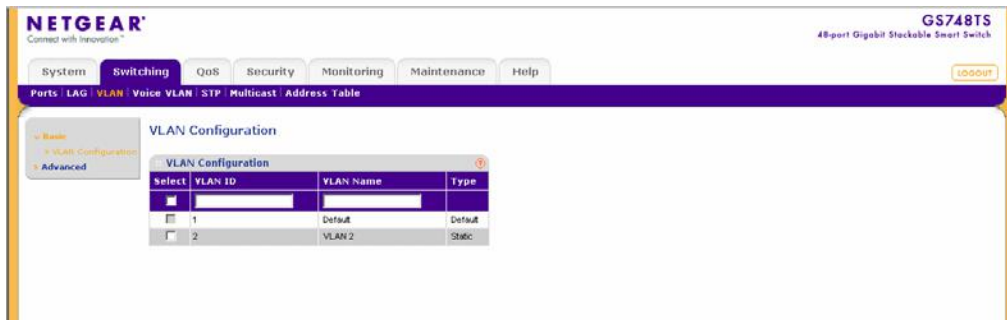 NETGEAR®
Connect with Innovation™
GS748TS
48-port Gigabit Stackable Smart Switch
System Switching QoS Security Monitoring Maintenance Help
LOGOUT
Ports LAG VLAN Voice VLAN STP Multicast Address Table
Basic
VLAN Configuration
Advanced
VLAN Configuration
VLAN Configuration
Select VLAN ID VLAN Name Type
1 Default Default
2 VLAN 2 Static